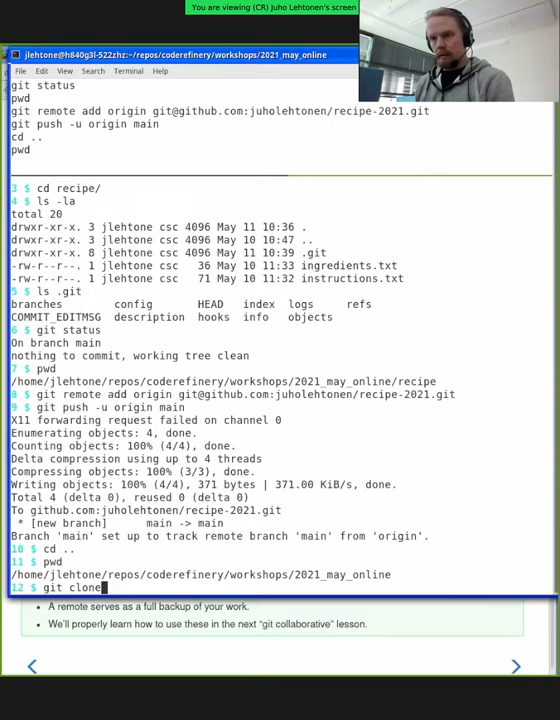 You are viewing (CR) Juho Lehtonen's screen
jlehtone@h840g3l-522zhz:~/repos/coderefinery/workshops/2021_may_online
File Edit View Search Terminal Help
git status
pwd
git remote add origin git@github.com:juholehtonen/recipe-2021.git
git push -u origin main
cd ..
pwd
3 $ cd recipe/
4 $ ls -la
total 20
drwxr-xr-x. 3 jlehtone csc 4096 May 11 10:36 .
drwxr-xr-x. 3 jlehtone csc 4096 May 10 10:47 ..
drwxr-xr-x. 8 jlehtone csc 4096 May 11 10:39 .git
-rw-r--r--. 1 jlehtone csc   36 May 10 11:33 ingredients.txt
-rw-r--r--. 1 jlehtone csc   71 May 10 11:32 instructions.txt
5 $ ls .git
branches        config       HEAD   index  logs     refs
COMMIT_EDITMSG  description  hooks  info   objects
6 $ git status
On branch main
nothing to commit, working tree clean
7 $ pwd
/home/jlehtone/repos/coderefinery/workshops/2021_may_online/recipe
8 $ git remote add origin git@github.com:juholehtonen/recipe-2021.git
9 $ git push -u origin main
X11 forwarding request failed on channel 0
Enumerating objects: 4, done.
Counting objects: 100% (4/4), done.
Delta compression using up to 4 threads
Compressing objects: 100% (3/3), done.
Writing objects: 100% (4/4), 371 bytes | 371.00 KiB/s, done.
Total 4 (delta 0), reused 0 (delta 0)
To github.com:juholehtonen/recipe-2021.git
 * [new branch]      main -> main
Branch 'main' set up to track remote branch 'main' from 'origin'.
10 $ cd ..
11 $ pwd
/home/jlehtone/repos/coderefinery/workshops/2021_may_online
12 $ git clone
• A remote serves as a full backup of your work.
• We'll properly learn how to use these in the next “git collaborative” lesson.